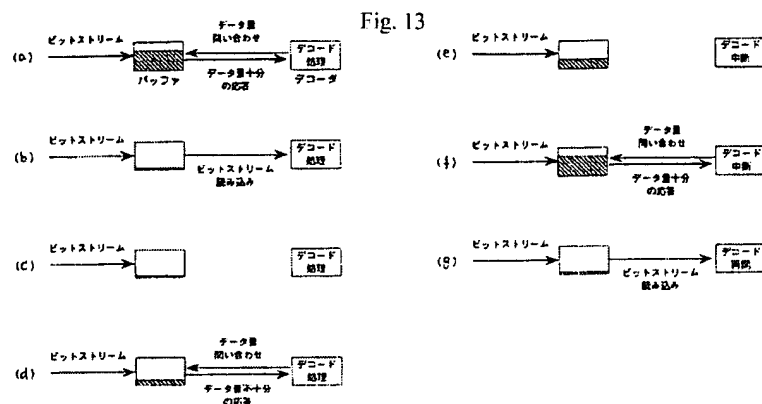 Fig. 13
(a)
ビットストリーム
バッファ
データ量
問い合わせ
データ量十分
の応答
デコード
処理
デコーダ
(b)
ビットストリーム
ビットストリーム
読み込み
デコード
処理
(c)
ビットストリーム
デコード
処理
(d)
ビットストリーム
データ量
問い合わせ
データ量不十分
の応答
デコード
処理
(e)
ビットストリーム
デコード
中断
(f)
ビットストリーム
データ量
問い合わせ
データ量十分
の応答
デコード
中断
(g)
ビットストリーム
ビットストリーム
読み込み
デコード
再開